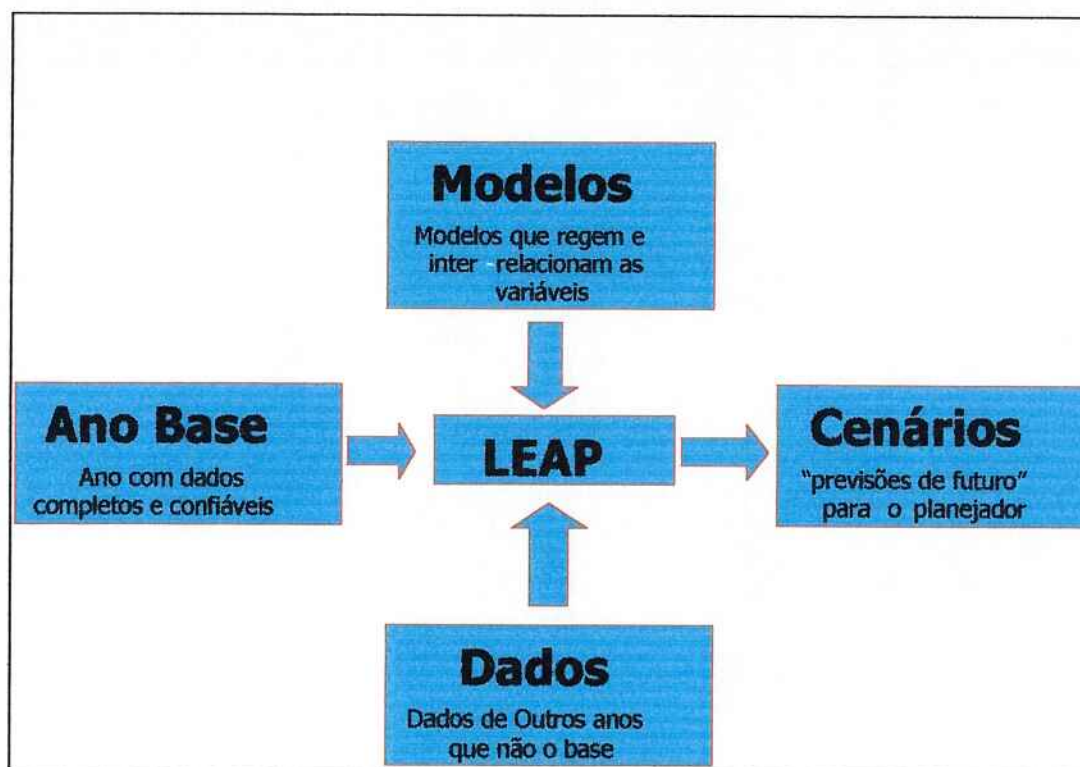 Modelos
Modelos que regem e
inter-relacionam as
variáveis
Ano Base
Ano com dados
completos e confiáveis
LEAP
Cenários
"previsões de futuro"
para o planejador
Dados
Dados de Outros anos
que não o base